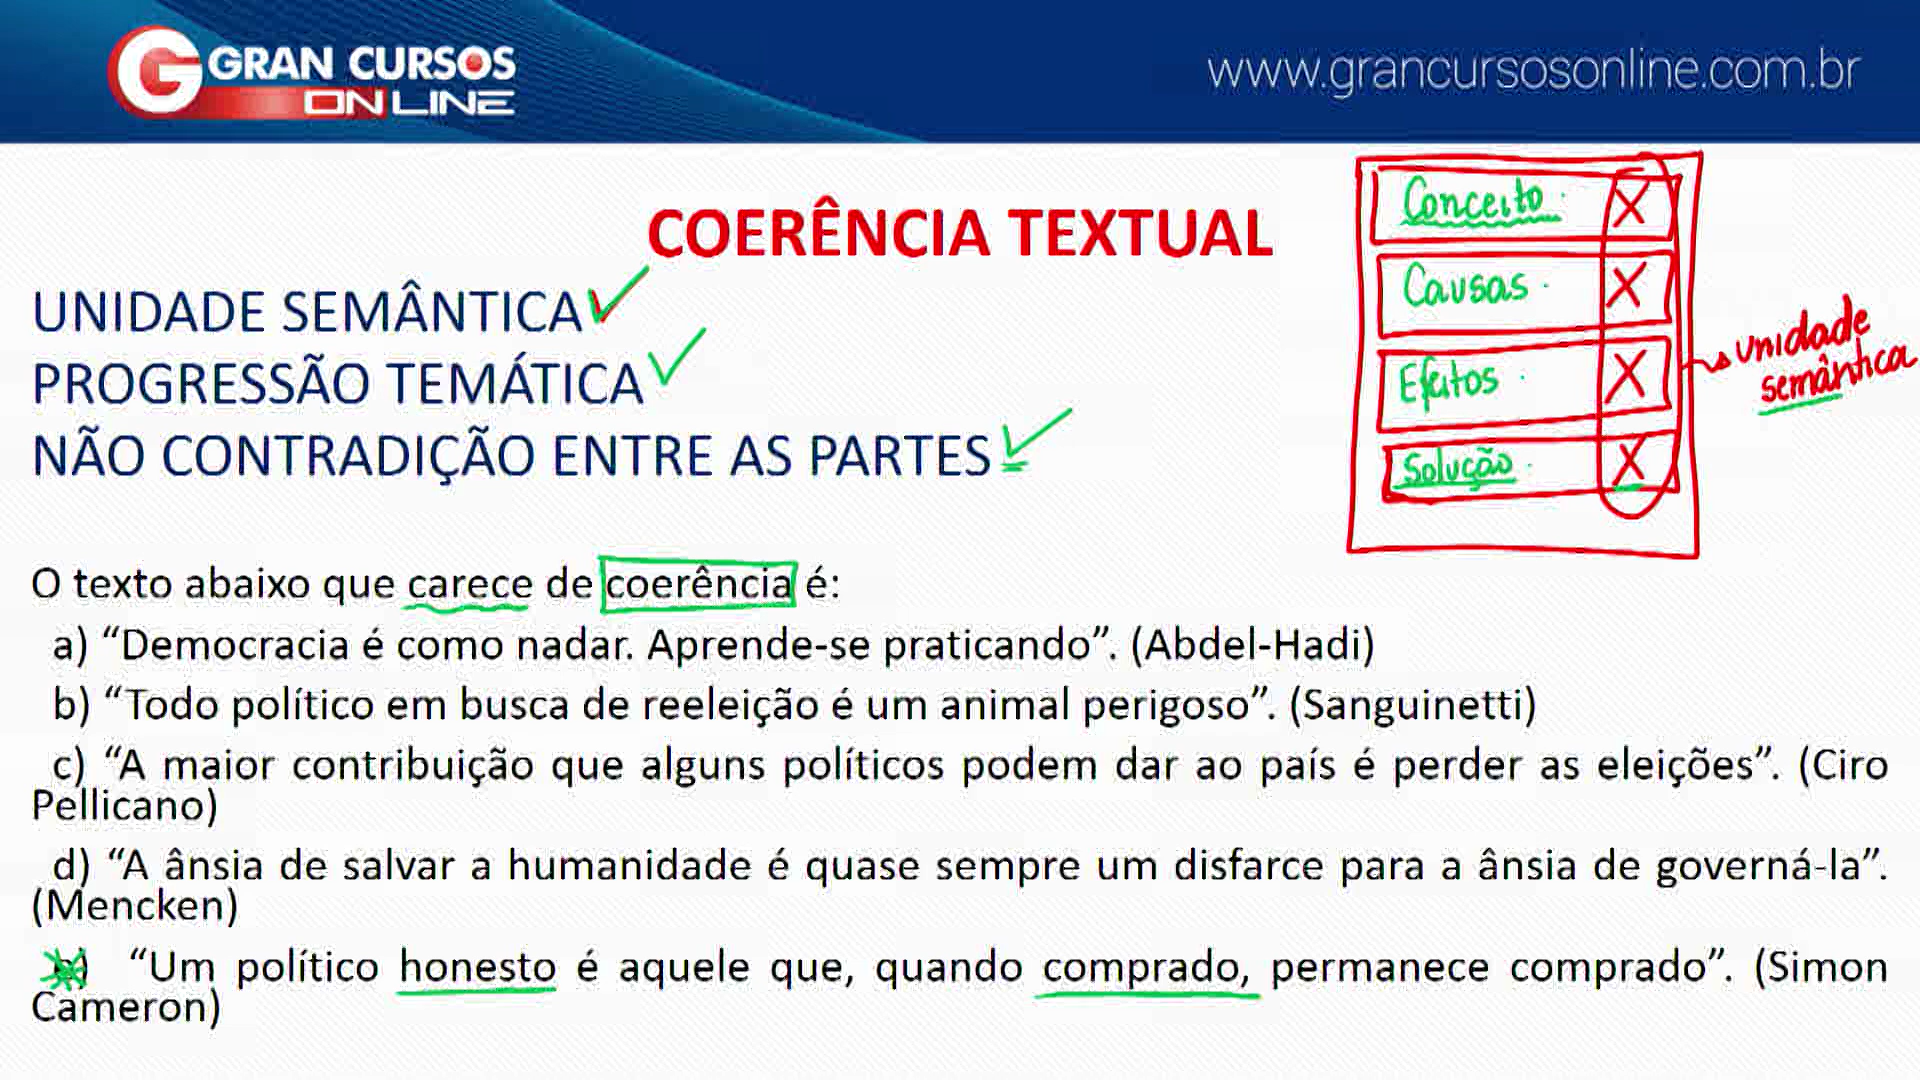 GRAN CURSOS
ONLINE
www.grancursosonline.com.br
COERÊNCIA TEXTUAL
UNIDADE SEMÂNTICA
PROGRESSÃO TEMÁTICA
NÃO CONTRADIÇÃO ENTRE AS PARTES
Conceito
X
Causas
X
Efeitos
X
Solução
X
unidade
semântica
O texto abaixo que carece de coerência é:
a) “Democracia é como nadar. Aprende-se praticando”. (Abdel-Hadi)
b) “Todo político em busca de reeleição é um animal perigoso”. (Sanguinetti)
c) “A maior contribuição que alguns políticos podem dar ao país é perder as eleições”. (Ciro
Pellicano)
d) “A ânsia de salvar a humanidade é quase sempre um disfarce para a ânsia de governá-la”.
(Mencken)
e) “Um político honesto é aquele que, quando comprado, permanece comprado”. (Simon
Cameron)